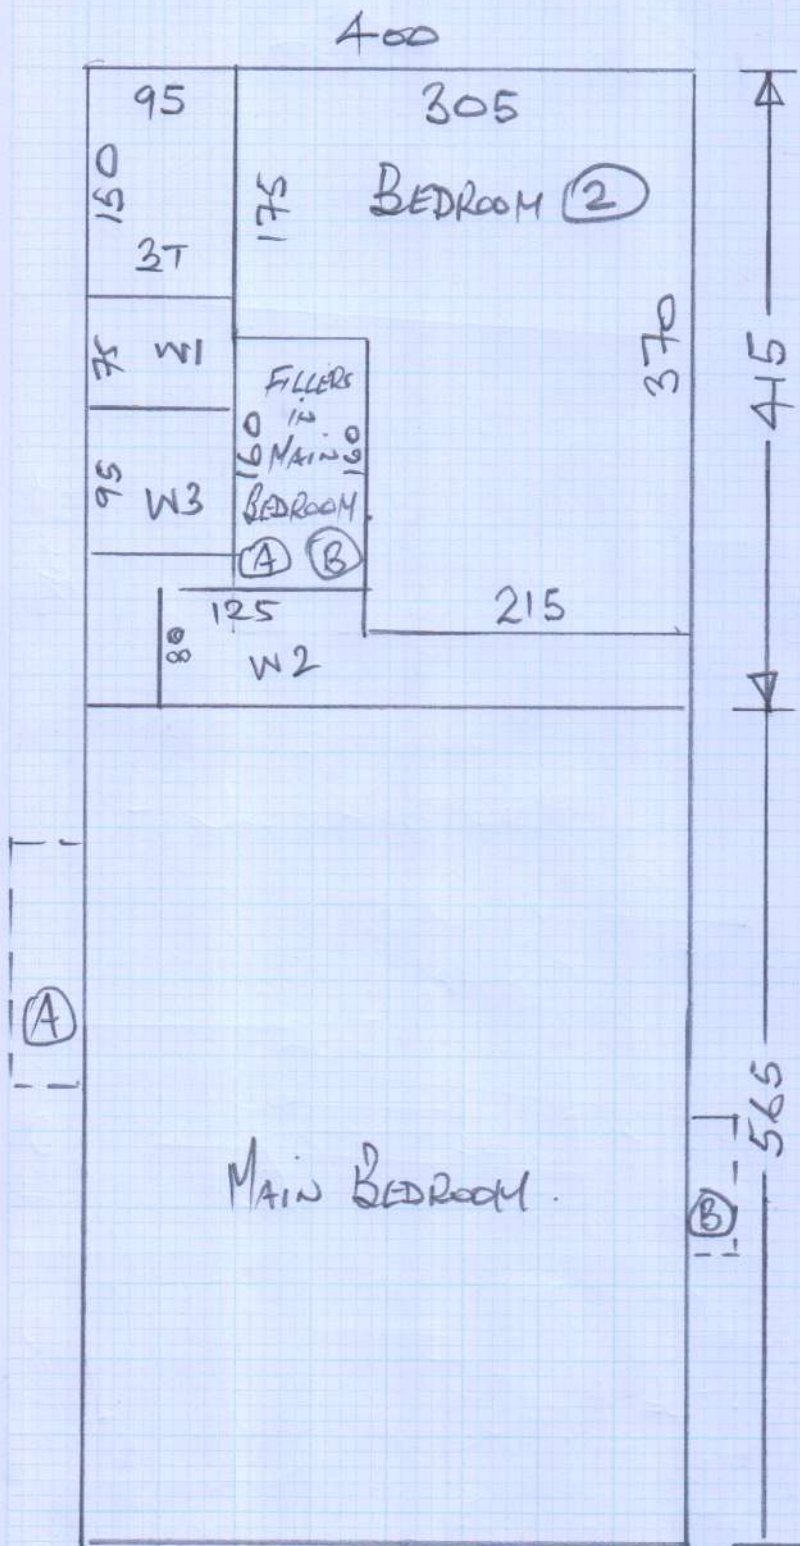 400
95
305
150
175
BEDROOM 2
3T
370
415
75
W1
FILLERS
IN
MAIN
BEDROOM
160
160
95
W3
A
B
125
215
80
W2
A
565
MAIN BEDROOM.
B